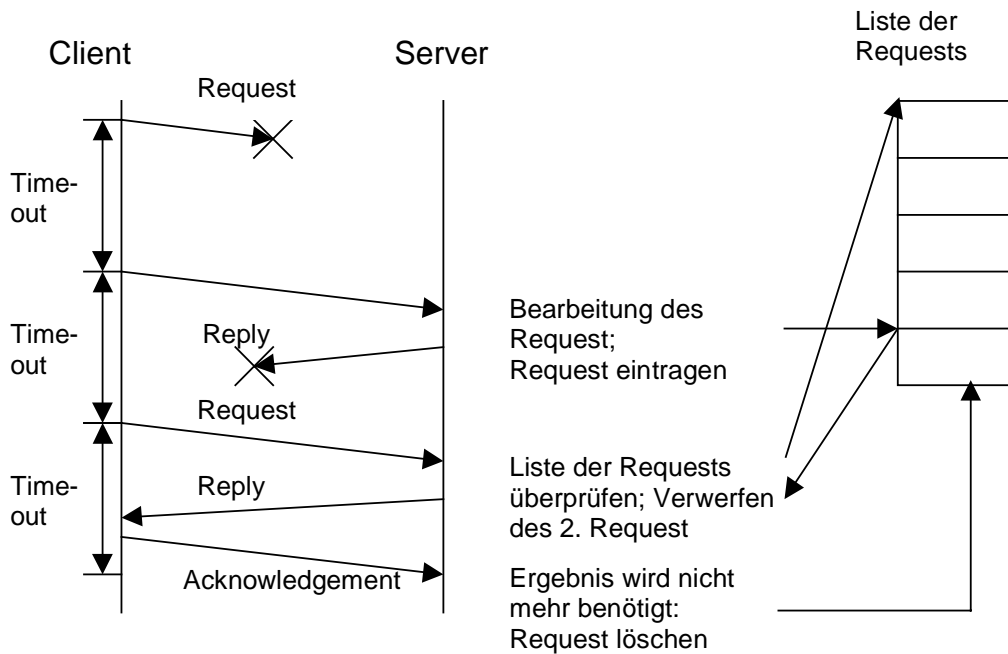 Client
Server
Liste der
Requests
Request
Time-
out
Time-
out
Reply
Bearbeitung des
Request;
Request eintragen
Request
Time-
out
Reply
Liste der Requests
überprüfen; Verwerfen
des 2. Request
Acknowledgement
Ergebnis wird nicht
mehr benötigt:
Request löschen